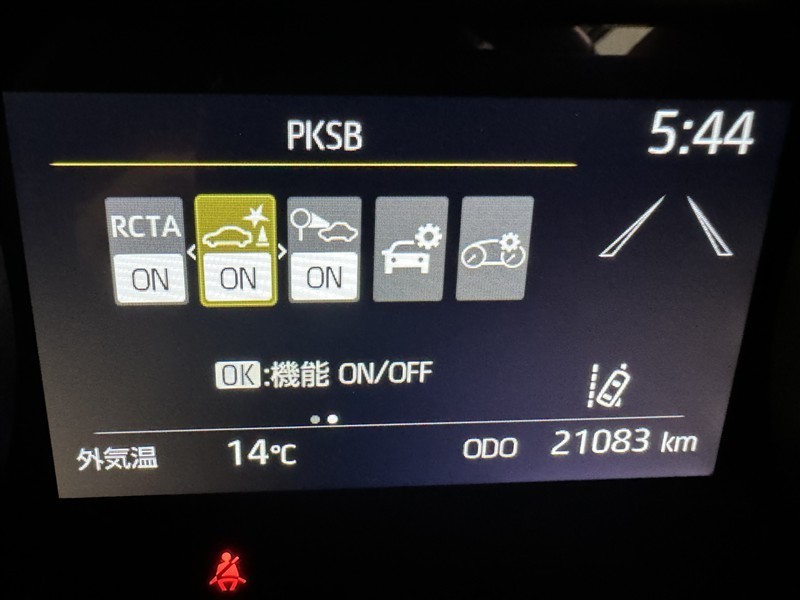 PKSB
5:44
RCTA
ON
ON
ON
OK:機能 ON/OFF
外気温 14℃ ODO 21083 km